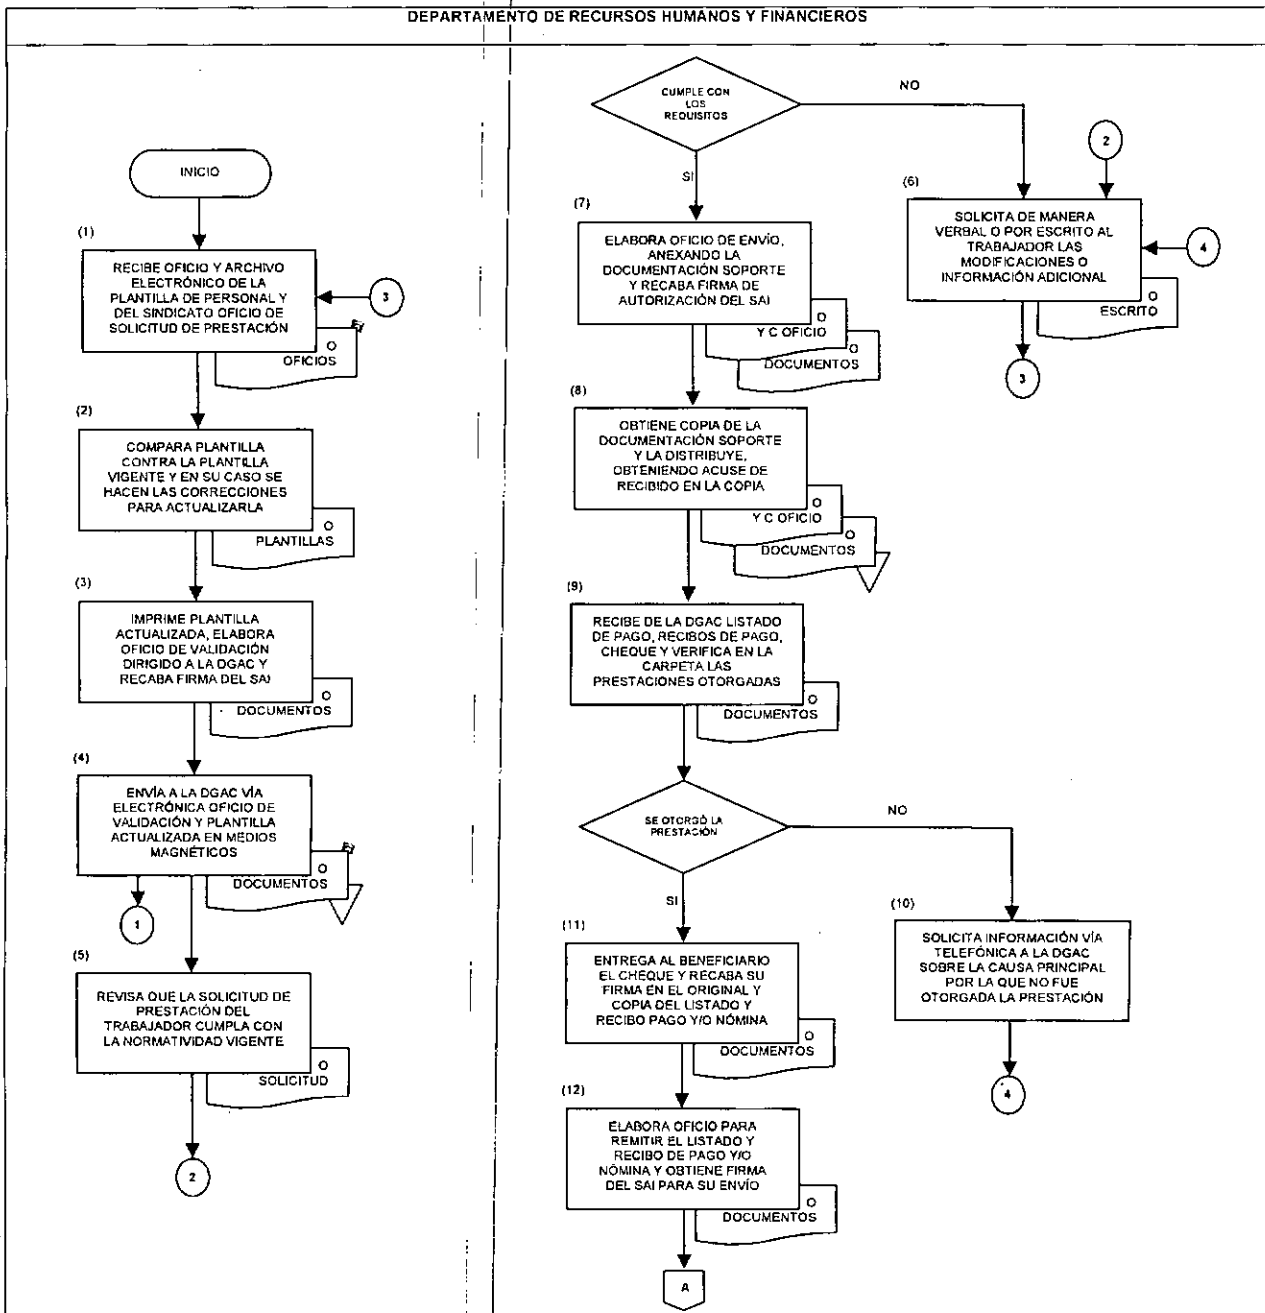 DEPARTAMENTO DE RECURSOS HUMANOS Y FINANCIEROS
INICIO
(1)
RECIBE OFICIO Y ARCHIVO
ELECTRÓNICO DE LA
PLANTILLA DE PERSONAL Y
DEL SINDICATO OFICIO DE
SOLICITUD DE PRESTACIÓN
3
O
OFICIOS
(2)
COMPARA PLANTILLA
CONTRA LA PLANTILLA
VIGENTE Y EN SU CASO SE
HACEN LAS CORRECCIONES
PARA ACTUALIZARLA
O
PLANTILLAS
(3)
IMPRIME PLANTILLA
ACTUALIZADA, ELABORA
OFICIO DE VALIDACIÓN
DIRIGIDO A LA DGAC Y
RECABA FIRMA DEL SAI
O
DOCUMENTOS
(4)
ENVÍA A LA DGAC VÍA
ELECTRÓNICA OFICIO DE
VALIDACIÓN Y PLANTILLA
ACTUALIZADA EN MEDIOS
MAGNÉTICOS
O
DOCUMENTOS
1
(5)
REVISA QUE LA SOLICITUD DE
PRESTACIÓN DEL
TRABAJADOR CUMPLA CON
LA NORMATIVIDAD VIGENTE
O
SOLICITUD
2
CUMPLE CON
LOS
REQUISITOS
NO
SI
2
(6)
SOLICITA DE MANERA
VERBAL O POR ESCRITO AL
TRABAJADOR LAS
MODIFICACIONES O
INFORMACIÓN ADICIONAL
4
O
ESCRITO
3
(7)
ELABORA OFICIO DE ENVÍO,
ANEXANDO LA
DOCUMENTACIÓN SOPORTE
Y RECABA FIRMA DE
AUTORIZACIÓN DEL SAI
O
Y C OFICIO
O
DOCUMENTOS
(8)
OBTIENE COPIA DE LA
DOCUMENTACIÓN SOPORTE
Y LA DISTRIBUYE,
OBTENIENDO ACUSE DE
RECIBIDO EN LA COPIA
O
Y C OFICIO
O
DOCUMENTOS
(9)
RECIBE DE LA DGAC LISTADO
DE PAGO, RECIBOS DE PAGO,
CHEQUE Y VERIFICA EN LA
CARPETA LAS
PRESTACIONES OTORGADAS
O
DOCUMENTOS
SE OTORGÓ LA
PRESTACIÓN
NO
SI
(10)
SOLICITA INFORMACIÓN VÍA
TELEFÓNICA A LA DGAC
SOBRE LA CAUSA PRINCIPAL
POR LA QUE NO FUE
OTORGADA LA PRESTACIÓN
4
(11)
ENTREGA AL BENEFICIARIO
EL CHEQUE Y RECABA SU
FIRMA EN EL ORIGINAL Y
COPIA DEL LISTADO Y
RECIBO PAGO Y/O NÓMINA
O
DOCUMENTOS
(12)
ELABORA OFICIO PARA
REMITIR EL LISTADO Y
RECIBO DE PAGO Y/O
NÓMINA Y OBTIENE FIRMA
DEL SAI PARA SU ENVÍO
O
DOCUMENTOS
A